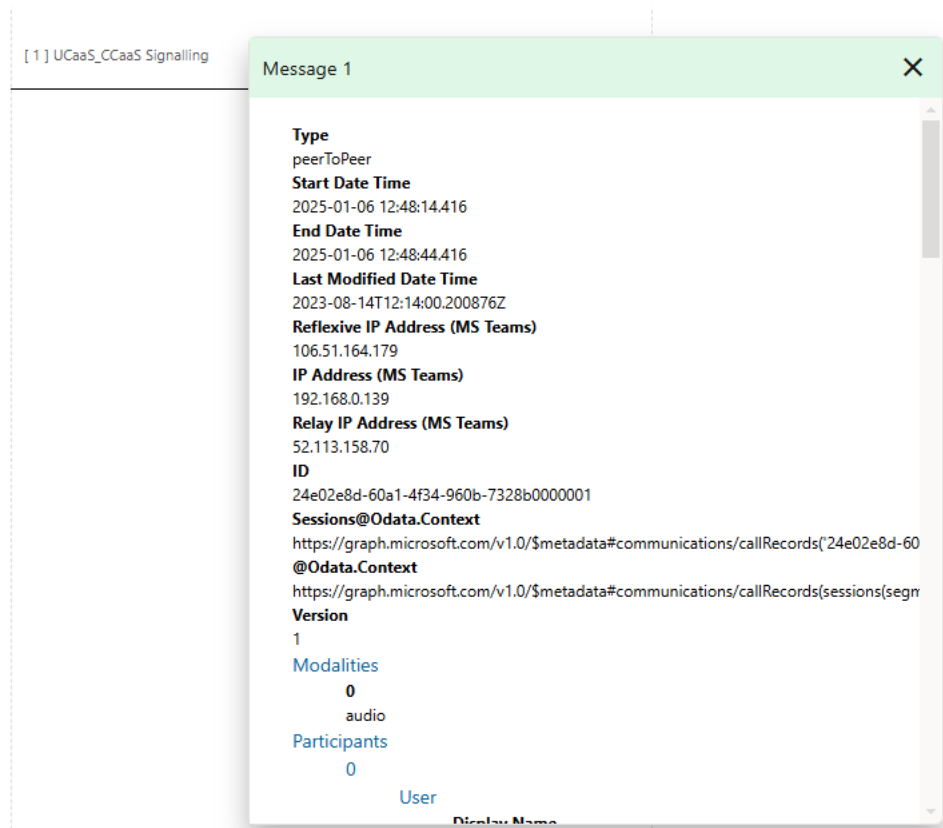 [ 1 ] UCaaS_CCaaS Signalling
Message 1
Type
peerToPeer
Start Date Time
2025-01-06 12:48:14.416
End Date Time
2025-01-06 12:48:44.416
Last Modified Date Time
2023-08-14T12:14:00.200876Z
Reflexive IP Address (MS Teams)
106.51.164.179
IP Address (MS Teams)
192.168.0.139
Relay IP Address (MS Teams)
52.113.158.70
ID
24e02e8d-60a1-4f34-960b-7328b0000001
Sessions@Odata.Context
https://graph.microsoft.com/v1.0/$metadata#communications/callRecords('24e02e8d-60
@Odata.Context
https://graph.microsoft.com/v1.0/$metadata#communications/callRecords(sessions(segm
Version
1
Modalities
0
audio
Participants
0
User
Display Name